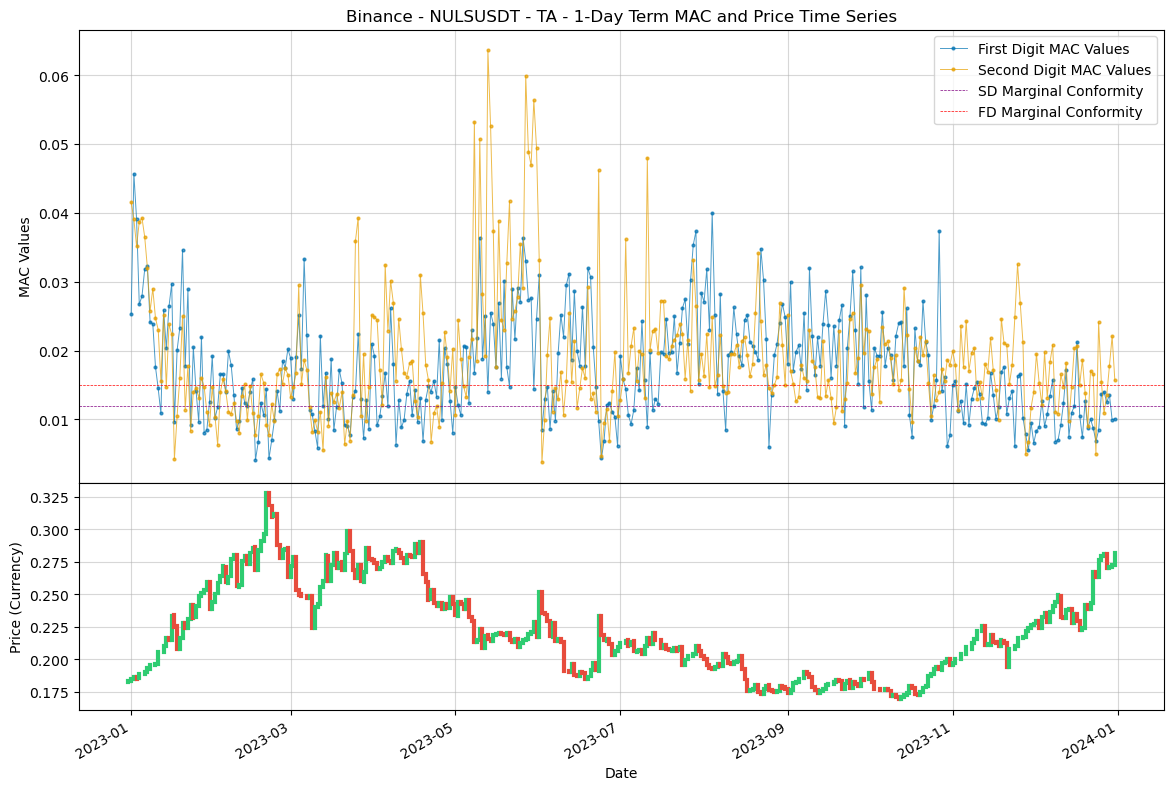 Binance - NULSUSDT - TA - 1-Day Term MAC and Price Time Series
First Digit MAC Values
Second Digit MAC Values
SD Marginal Conformity
FD Marginal Conformity
MAC Values
0.06
0.05
0.04
0.03
0.02
0.01
Price (Currency)
0.325
0.300
0.275
0.250
0.225
0.200
0.175
2023-01
2023-03
2023-05
2023-07
2023-09
2023-11
2024-01
Date